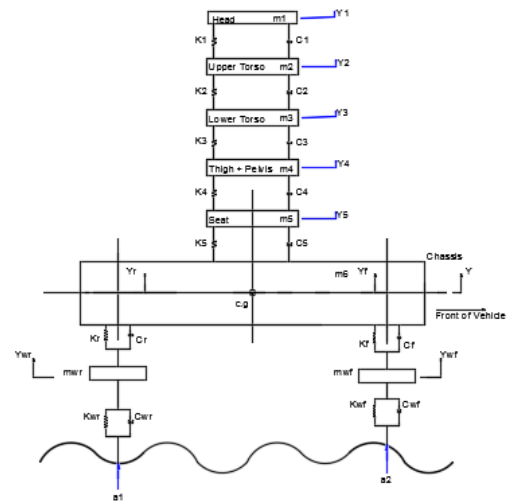 Head m1 Y1
K1 C1
Upper Torso m2 Y2
K2 C2
Lower Torso m3 Y3
K3 C3
Thigh + Pelvis m4 Y4
K4 C4
Seat m5 Y5
K5 C5
Chassis
Yr m6 Yf Y
c.g
Front of Vehicle
Kr Cr Kf Cf
Ywr mwr mwf Ywf
Kwr Cwr Kwf Cwf
a1 a2